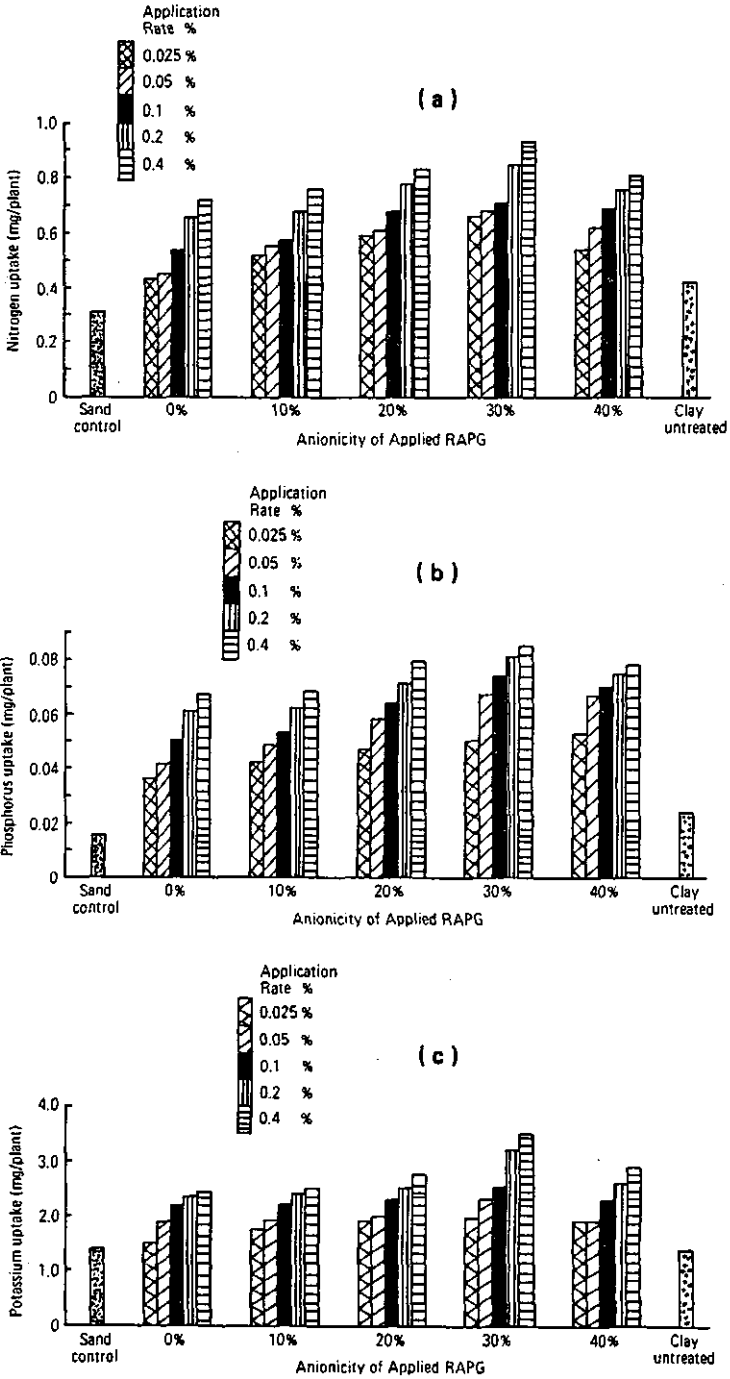 Application
Rate %
0.025 %
0.05 %
0.1 %
0.2 %
0.4 %
(a)
Nitrogen uptake (mg/plant)
1.0
0.8
0.6
0.4
0.2
0
Sand control
0%
10%
20%
30%
40%
Clay untreated
Anionicity of Applied RAPG
Application
Rate %
0.025 %
0.05 %
0.1 %
0.2 %
0.4 %
(b)
Phosphorus uptake (mg/plant)
0.08
0.06
0.04
0.02
0
Sand control
0%
10%
20%
30%
40%
Clay untreated
Anionicity of Applied RAPG
Application
Rate %
0.025 %
0.05 %
0.1 %
0.2 %
0.4 %
(c)
Potassium uptake (mg/plant)
4.0
3.0
2.0
1.0
0
Sand control
0%
10%
20%
30%
40%
Clay untreated
Anionicity of Applied RAPG